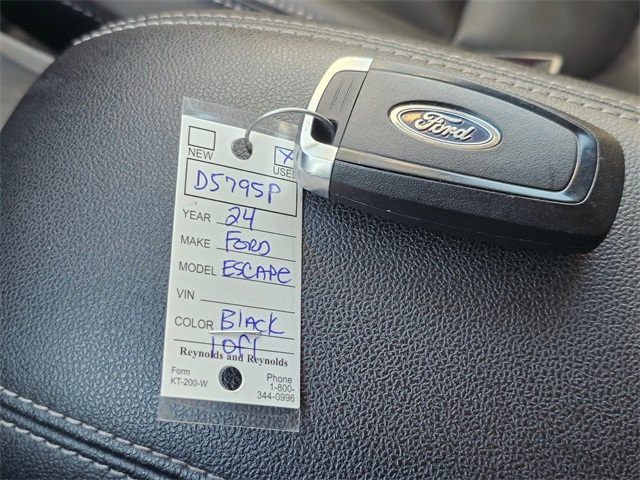 Ford
NEW
X
USED
D5795P
YEAR 24
MAKE FORD
MODEL ESCAPE
VIN
COLOR Black
1 of 1
Reynolds and Reynolds
Form
KT-200-W
Phone
1-800-
344-0996